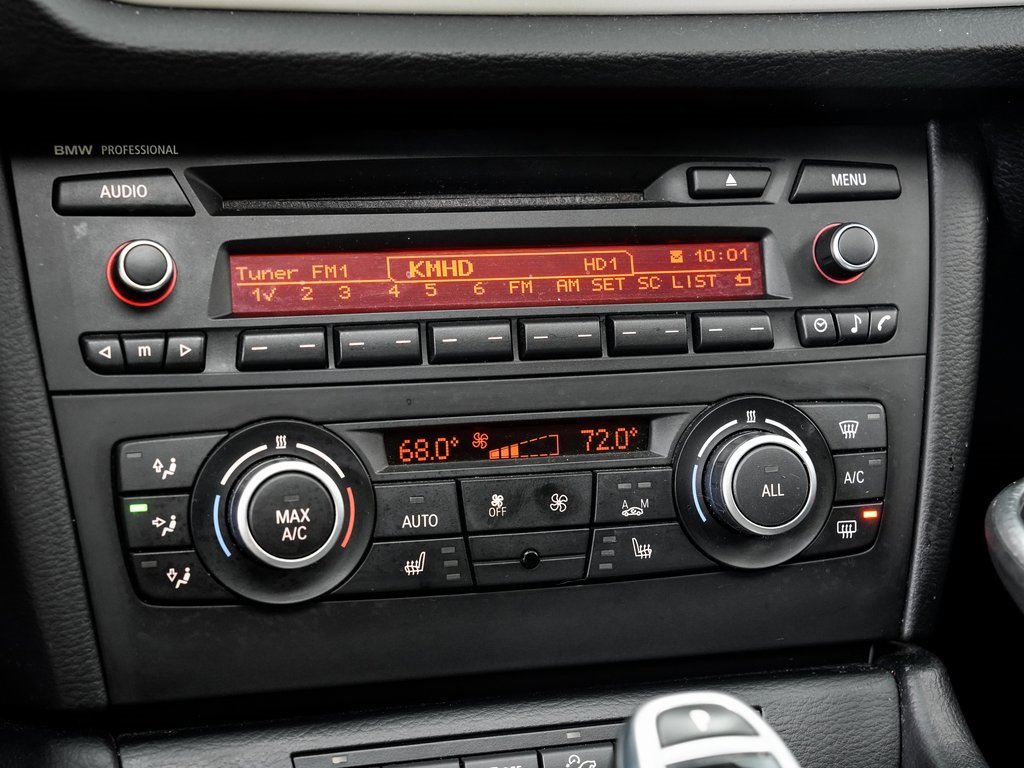 BMW PROFESSIONAL
AUDIO
MENU
Tuner FM1 KMHD HD1 10:01
1√ 2 3 4 5 6 FM AM SET SC LIST
m
68.0° 72.0°
MAX A/C
AUTO
OFF
A M
ALL
A/C